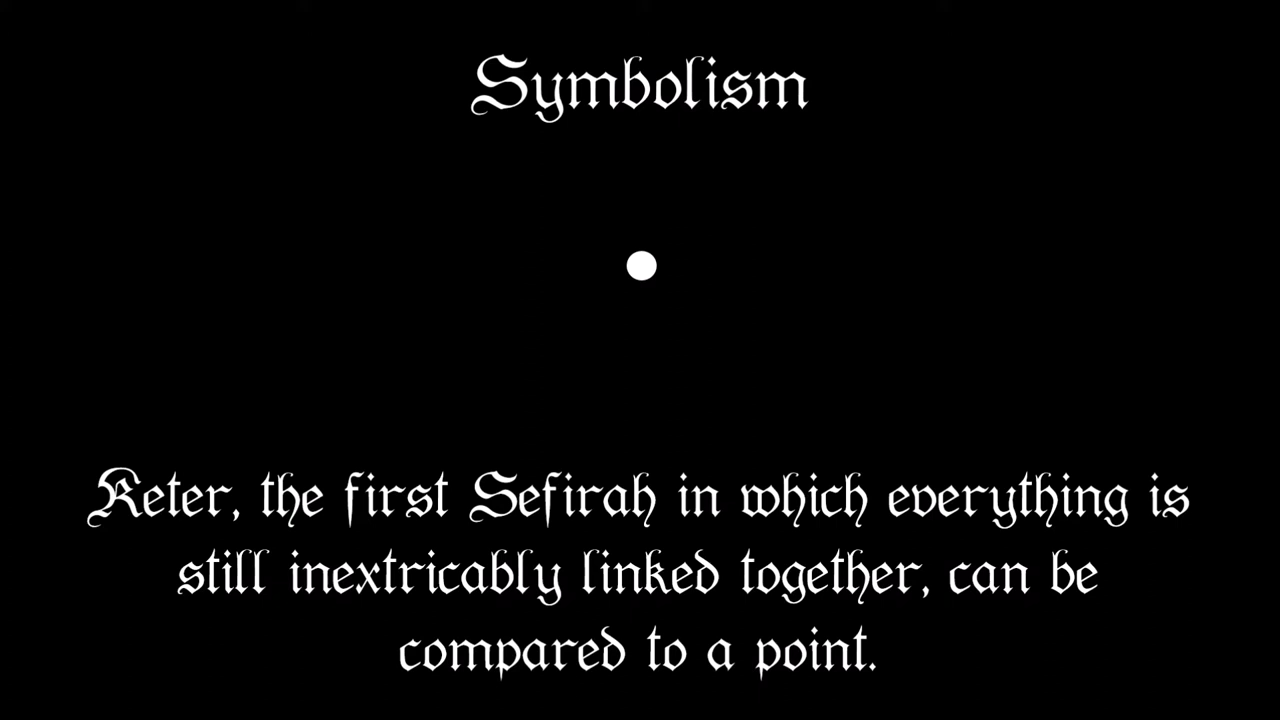 Symbolism
Keter, the first Sefirah in which everything is
still inextricably linked together, can be
compared to a point.